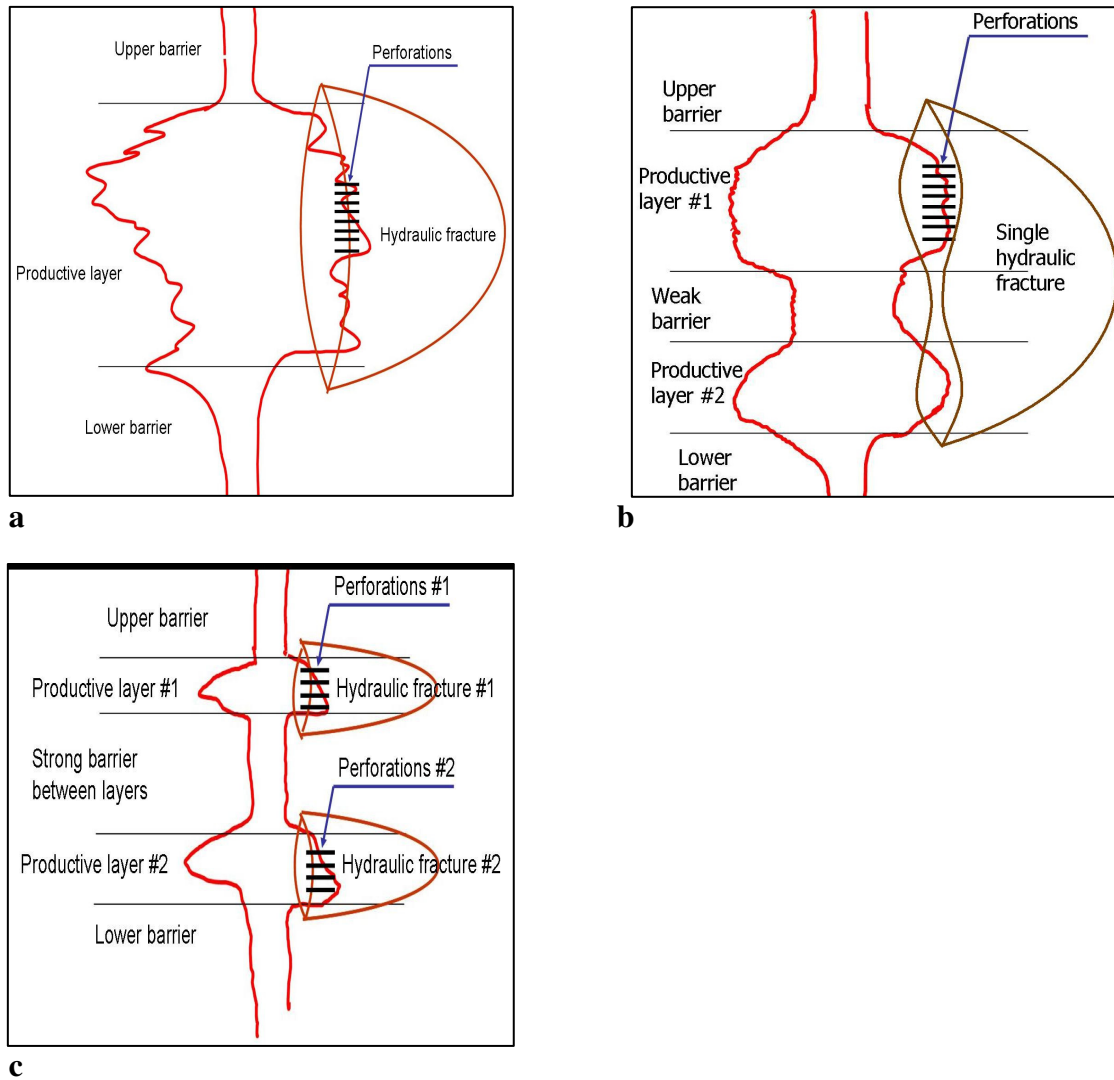 Upper barrier
Perforations
Hydraulic fracture
Productive layer
Lower barrier
a
Perforations
Upper
barrier
Productive
layer #1
Single
hydraulic
fracture
Weak
barrier
Productive
layer #2
Lower
barrier
b
Perforations #1
Upper barrier
Productive layer #1
Hydraulic fracture #1
Strong barrier
between layers
Perforations #2
Productive layer #2
Hydraulic fracture #2
Lower barrier
c